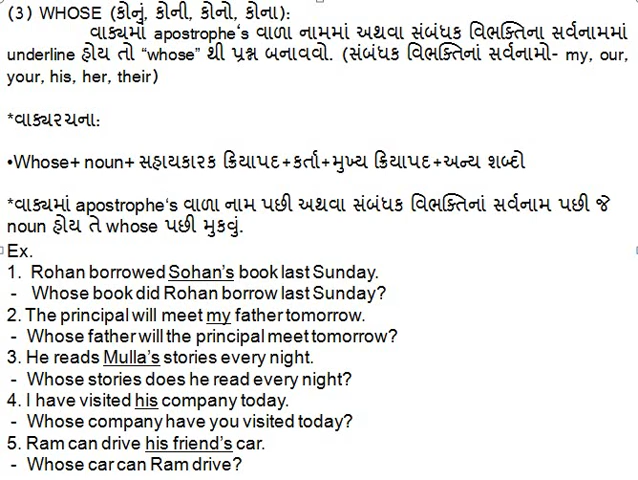 (3) WHOSE (કોનું, કોની, કોનો, કોના):
વાક્યમાં apostrophe's વાળા નામમાં અથવા સંબંધક વિભક્તિના સર્વનામમાં
underline હોય તો “whose” થી પ્રશ્ન બનાવવો. (સંબંધક વિભક્તિનાં સર્વનામો- my, our,
your, his, her, their)
*વાક્યરચના:
•Whose+ noun+ સહાયકારક ક્રિયાપદ+કર્તા+મુખ્ય ક્રિયાપદ+અન્ય શબ્દો
*વાક્યમાં apostrophe's વાળા નામ પછી અથવા સંબંધક વિભક્તિનાં સર્વનામ પછી જે
noun હોય તે whose પછી મુકવું.
Ex.
1. Rohan borrowed Sohan's book last Sunday.
- Whose book did Rohan borrow last Sunday?
2. The principal will meet my father tomorrow.
- Whose father will the principal meet tomorrow?
3. He reads Mulla's stories every night.
- Whose stories does he read every night?
4. I have visited his company today.
- Whose company have you visited today?
5. Ram can drive his friend's car.
- Whose car can Ram drive?